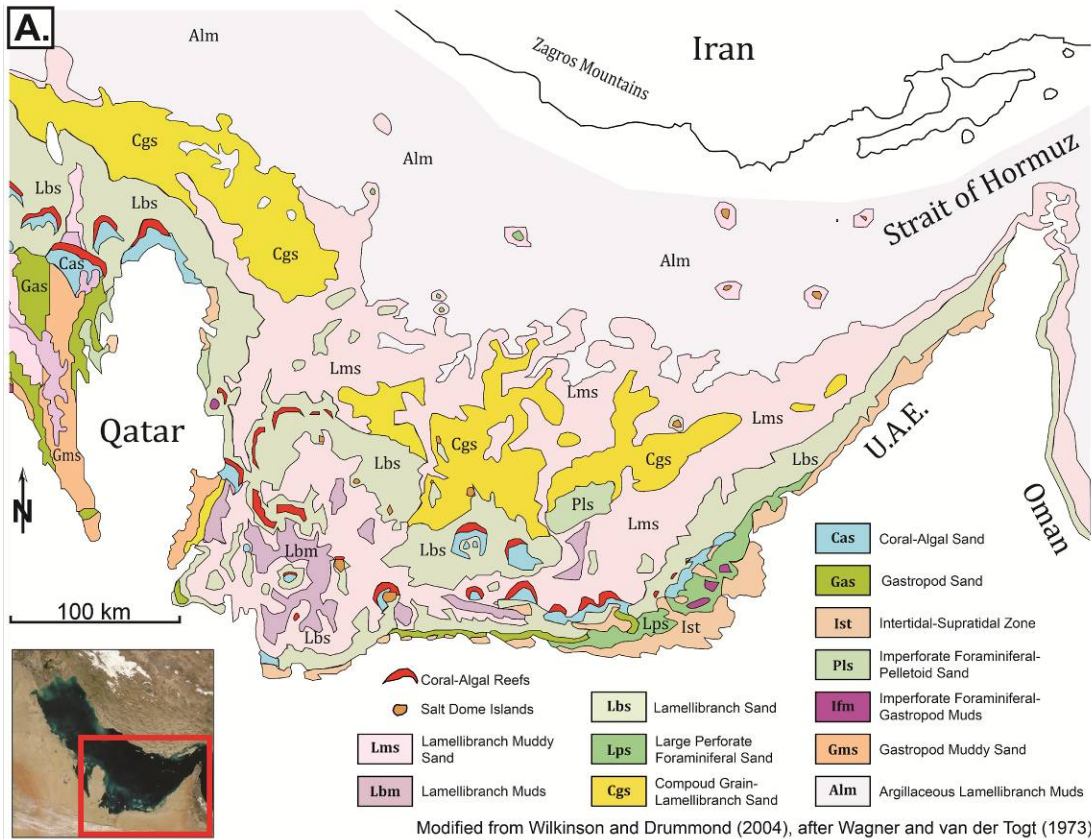 A.
Alm
Iran
Zagros Mountains
Cgs
Alm
Lbs
Lbs
Strait of Hormuz
Cgs
Alm
Cas
Gas
Lms
Lms
Qatar
Lms
U.A.E.
Gms
Lbs
Cgs
Cgs
Lbs
N
Pls
Lms
Oman
Lbm
Lbs
100 km
Lbs
Lps
Ist
Coral-Algal Reefs
Salt Dome Islands
Lms Lamellibranch Muddy
Sand
Lbm Lamellibranch Muds
Lbs Lamellibranch Sand
Lps Large Perforate
Foraminiferal Sand
Cgs Compoud Grain-
Lamellibranch Sand
Cas Coral-Algal Sand
Gas Gastropod Sand
Ist Intertidal-Supratidal Zone
Pls Imperforate Foraminiferal-
Pelletoid Sand
Ifm Imperforate Foraminiferal-
Gastropod Muds
Gms Gastropod Muddy Sand
Alm Argillaceous Lamellibranch Muds
Modified from Wilkinson and Drummond (2004), after Wagner and van der Togt (1973)